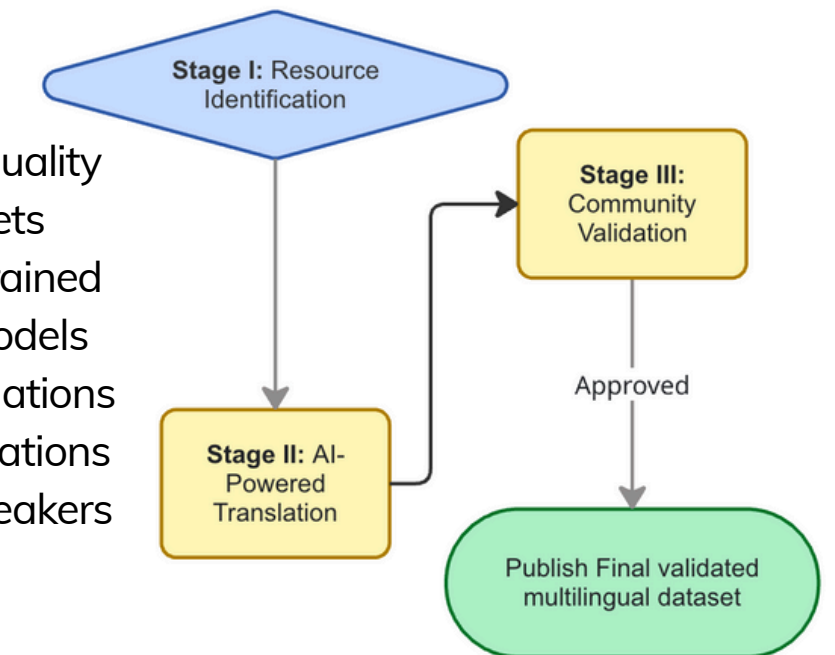 uality
ets
rained
odels
ations
ations
eakers
Stage I: Resource
Identification
Stage II: AI-
Powered
Translation
Stage III:
Community
Validation
Approved
Publish Final validated
multilingual dataset